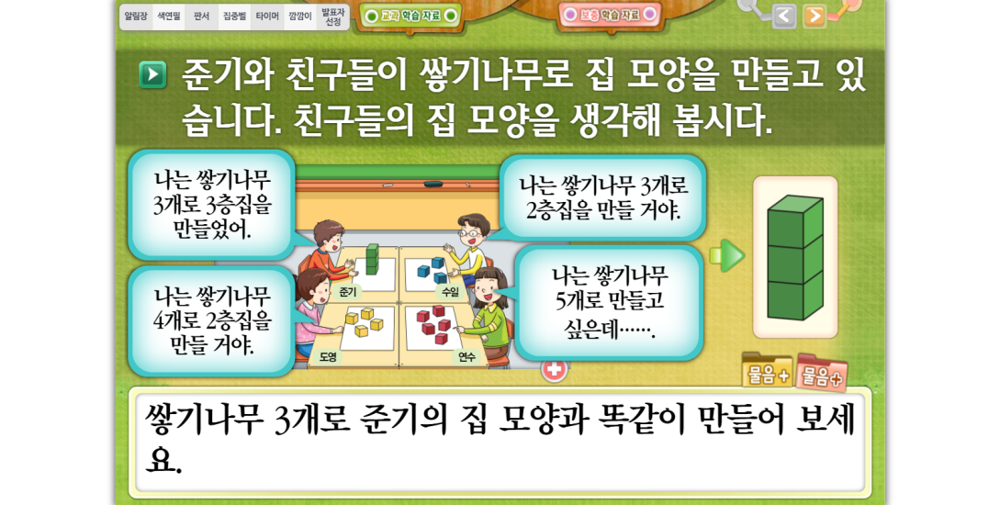 알림장 색연필 판서 집중벨 타이머 깜깜이 발표자
선정
교과 학습 자료
보충 학습 자료
준기와 친구들이 쌓기나무로 집 모양을 만들고 있
습니다. 친구들의 집 모양을 생각해 봅시다.
나는 쌓기나무
3개로 3층집을
만들었어.
나는 쌓기나무 3개로
2층집을 만들 거야.
나는 쌓기나무
4개로 2층집을
만들 거야.
나는 쌓기나무
5개로 만들고
싶은데…….
준기
수일
도영
연수
물음+
물음+
쌓기나무 3개로 준기의 집 모양과 똑같이 만들어 보세
요.